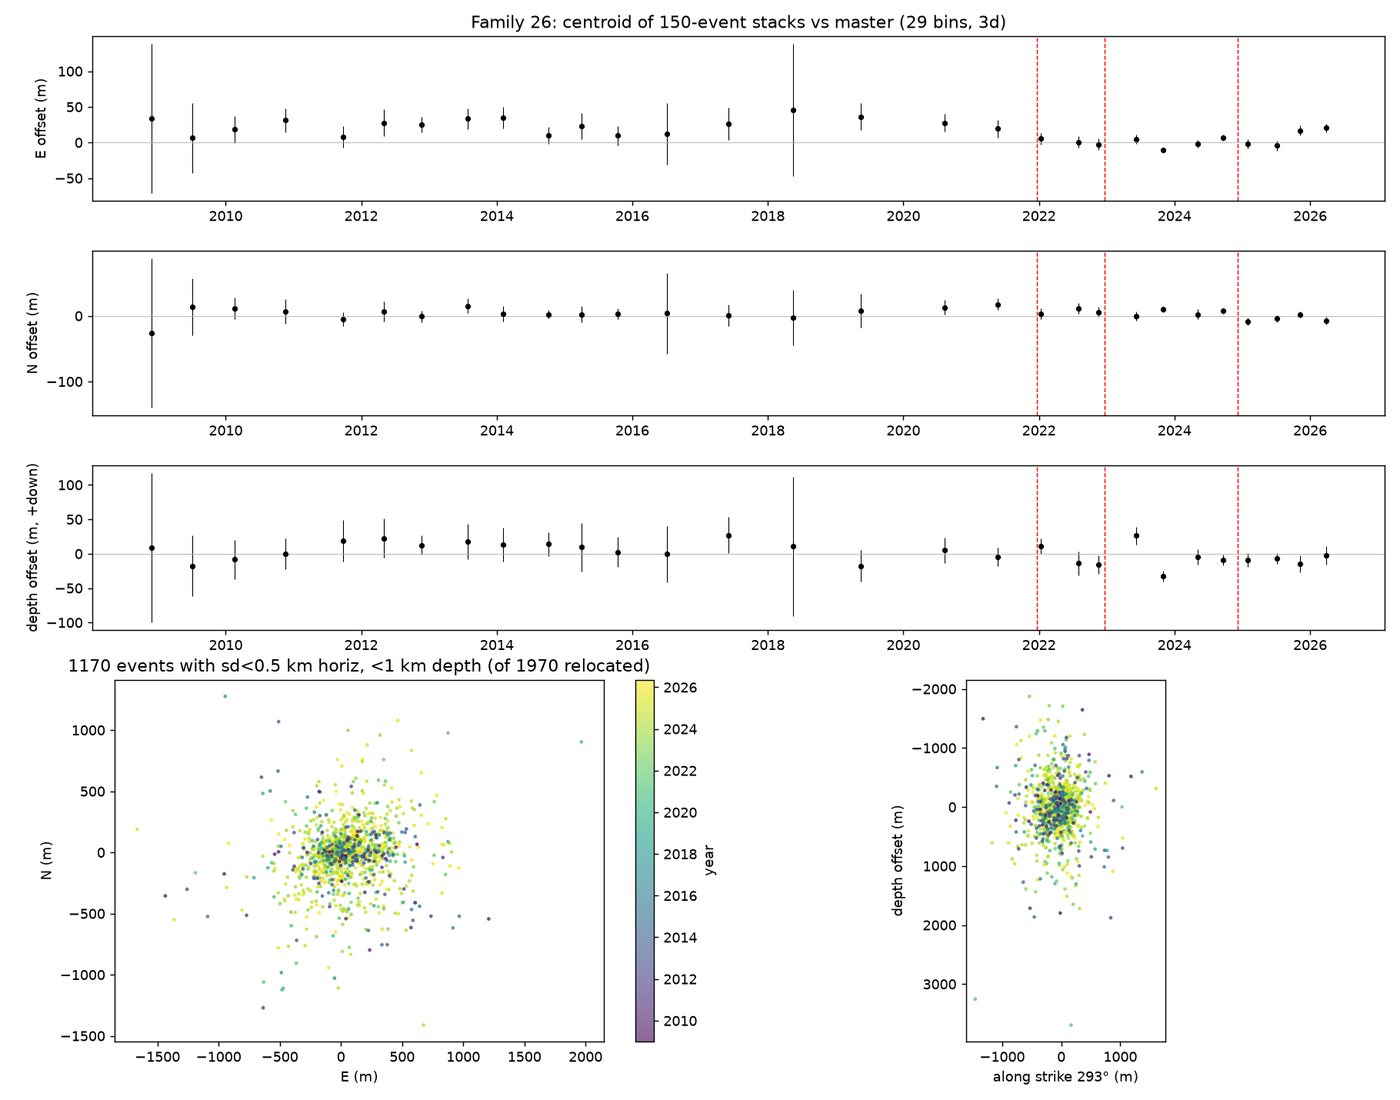 Family 26: centroid of 150-event stacks vs master (29 bins, 3d)
E offset (m)
100
50
0
−50
2010 2012 2014 2016 2018 2020 2022 2024 2026
N offset (m)
0
−100
2010 2012 2014 2016 2018 2020 2022 2024 2026
depth offset (m, +down)
100
50
0
−50
−100
2010 2012 2014 2016 2018 2020 2022 2024 2026
1170 events with sd<0.5 km horiz, <1 km depth (of 1970 relocated)
N (m)
1000
500
0
−500
−1000
−1500
−1500 −1000 −500 0 500 1000 1500 2000
E (m)
2026
2024
2022
2020
2018
2016
2014
2012
2010
year
depth offset (m)
−2000
−1000
0
1000
2000
3000
−1000 0 1000
along strike 293° (m)